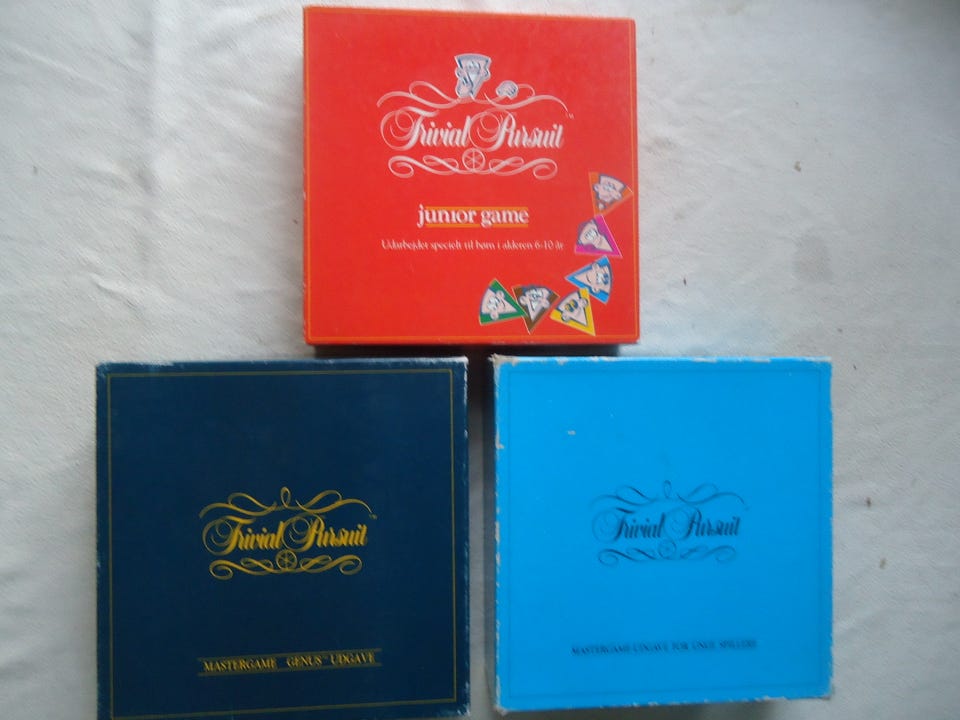 Trivial Pursuit
junior game
Udarbejdet specielt til børn i alderen 6-10 år
Trivial Pursuit
MASTERGAME "GENUS" UDGAVE
Trivial Pursuit
MASTERGAME UDGAVE FOR UNGE SPILLERE